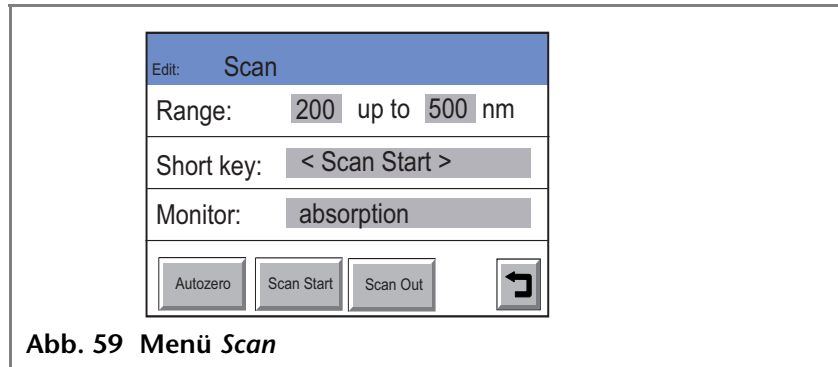 Edit: Scan
Range: 200 up to 500 nm
Short key: < Scan Start >
Monitor: absorption
Autozero Scan Start Scan Out
Abb. 59 Menü Scan